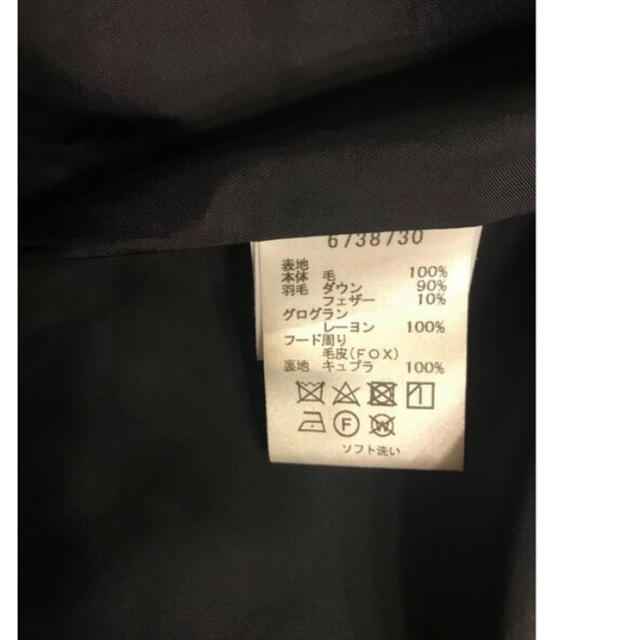 6738730
表地
本体 毛 100%
羽毛 ダウン 90%
フェザー 10%
グログラン
レーヨン 100%
フード周り
毛皮(FOX)
裏地 キュプラ 100%
F W
ソフト洗い